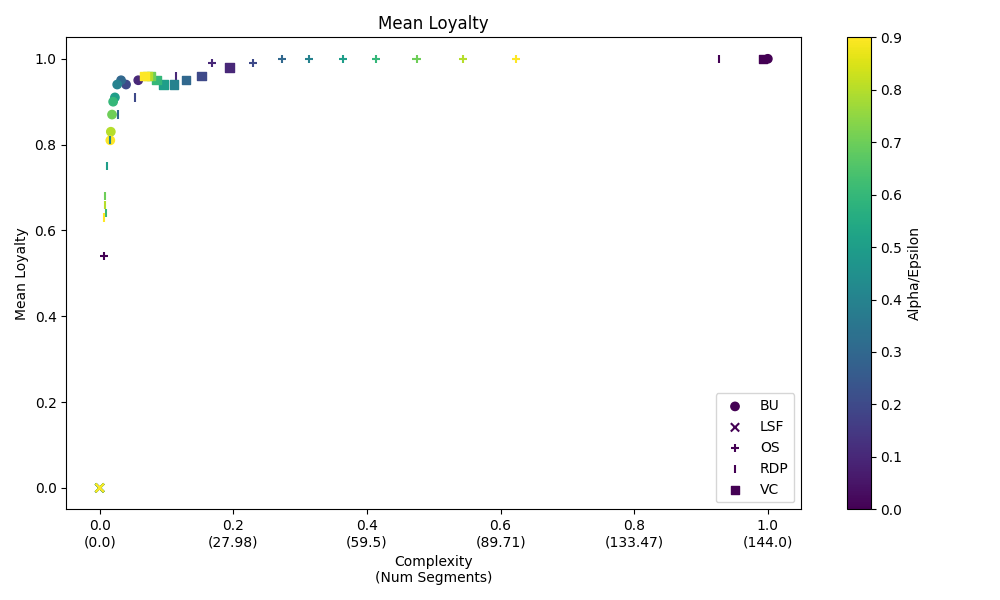 Mean Loyalty
1.0
0.8
0.6
0.4
0.2
0.0
Mean Loyalty
0.0 0.2 0.4 0.6 0.8 1.0
(0.0) (27.98) (59.5) (89.71) (133.47) (144.0)
Complexity
(Num Segments)
BU
LSF
OS
RDP
VC
0.9
0.8
0.7
0.6
0.5
0.4
0.3
0.2
0.1
0.0
Alpha/Epsilon